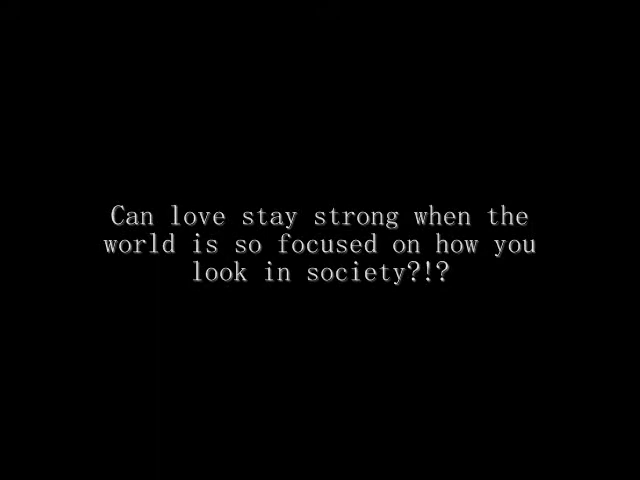 Can love stay strong when the
world is so focused on how you
look in society?!?